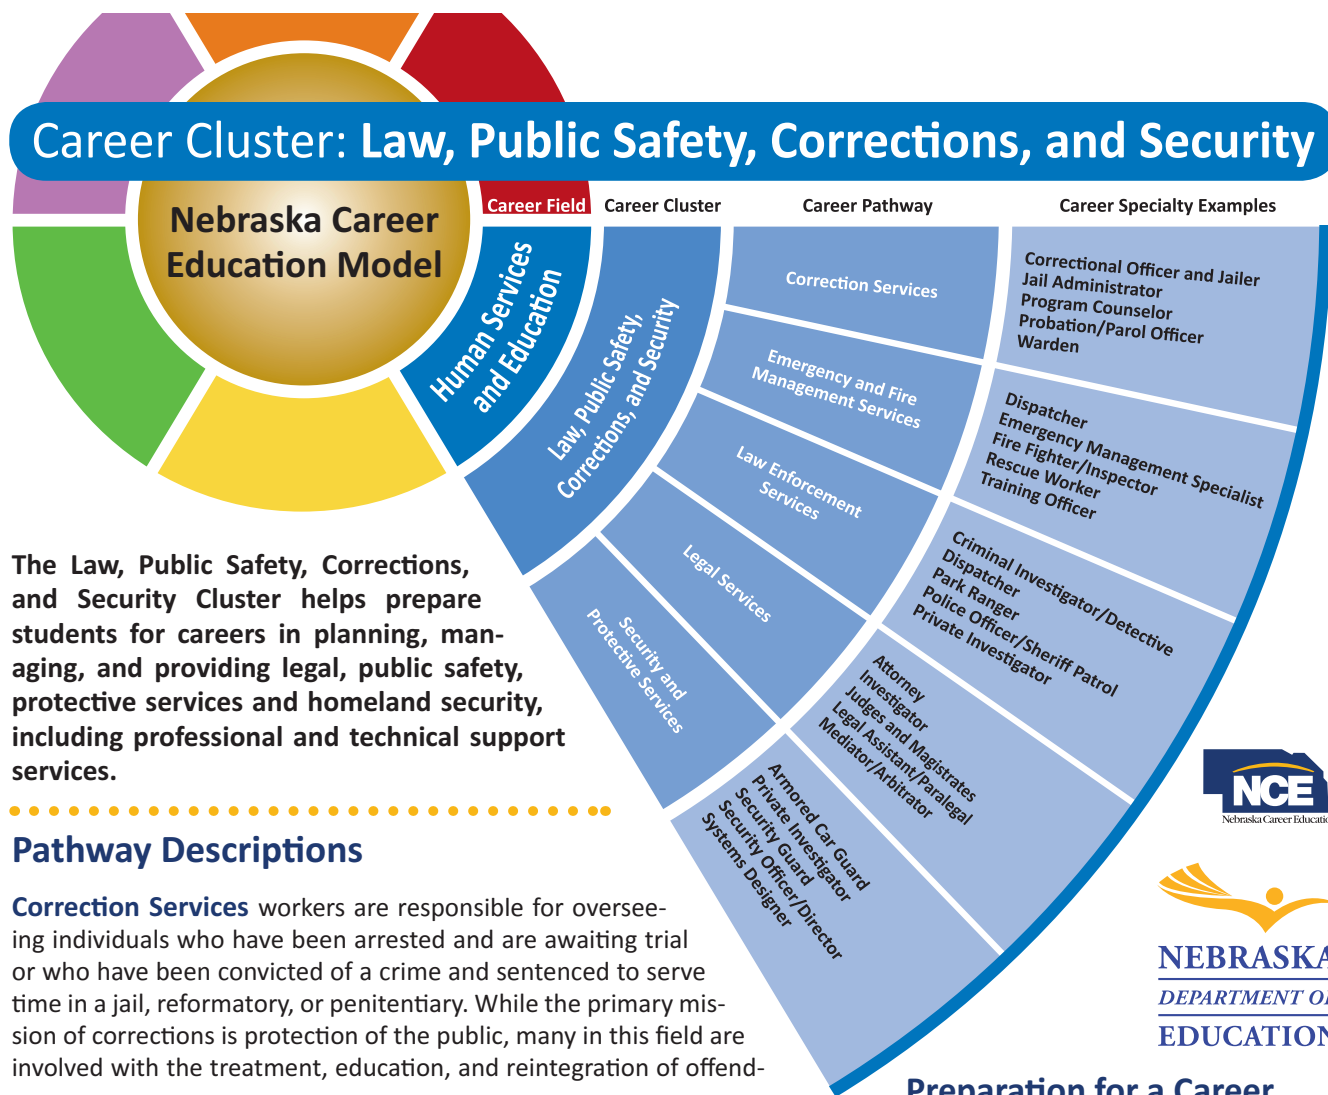 Career Cluster: Law, Public Safety, Corrections, and Security
Nebraska Career
Education Model
Career Field
Career Cluster
Career Pathway
Career Specialty Examples
Human Services
and Education
Law, Public Safety,
Corrections, and Security
Correction Services
Correctional Officer and Jailer
Jail Administrator
Program Counselor
Probation/Parol Officer
Warden
Emergency and Fire
Management Services
Dispatcher
Emergency Management Specialist
Fire Fighter/Inspector
Rescue Worker
Training Officer
Law Enforcement
Services
Criminal Investigator/Detective
Dispatcher
Park Ranger
Police Officer/Sheriff Patrol
Private Investigator
Legal Services
Attorney
Investigator
Judges and Magistrates
Legal Assistant/Paralegal
Mediator/Arbitrator
Security and
Protective Services
Armored Car Guard
Private Investigator
Security Guard
Security Officer/Director
Systems Designer
The Law, Public Safety, Corrections,
and Security Cluster helps prepare
students for careers in planning, man-
aging, and providing legal, public safety,
protective services and homeland security,
including professional and technical support
services.
Pathway Descriptions
Correction Services workers are responsible for oversee-
ing individuals who have been arrested and are awaiting trial
or who have been convicted of a crime and sentenced to serve
time in a jail, reformatory, or penitentiary. While the primary mis-
sion of corrections is protection of the public, many in this field are
involved with the treatment, education, and reintegration of offend-
NCE
Nebraska Career Educatio
NEBRASKA
DEPARTMENT OF
EDUCATION
Preparation for a Career